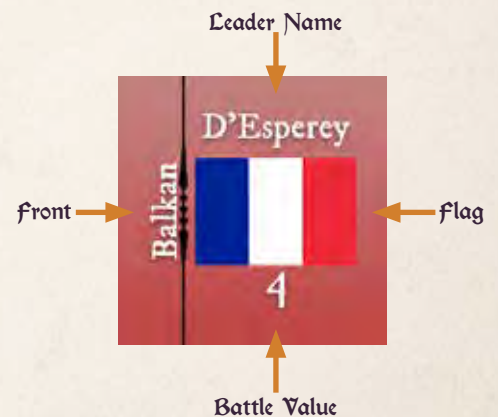 Leader Name
D'Esperey
Front
Balkan
Flag
4
Battle Value